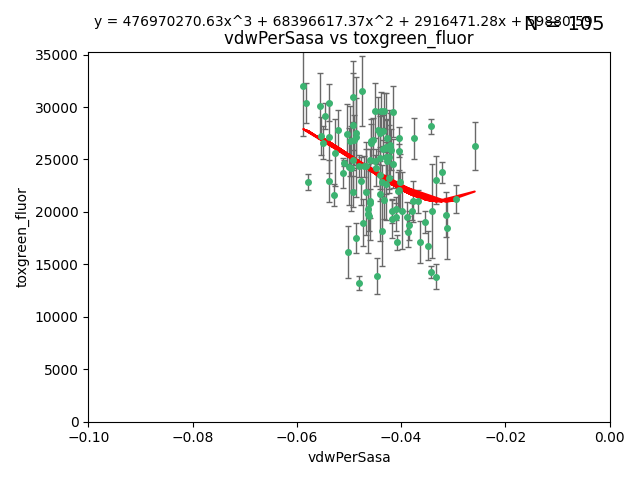 y = 476970270.63x^3 + 68396617.37x^2 + 2916471.28x +
N = 105
vdwPerSasa vs toxgreen_fluor
35000
30000
25000
20000
15000
10000
5000
0
toxgreen_fluor
−0.10
−0.08
−0.06
−0.04
−0.02
0.00
vdwPerSasa